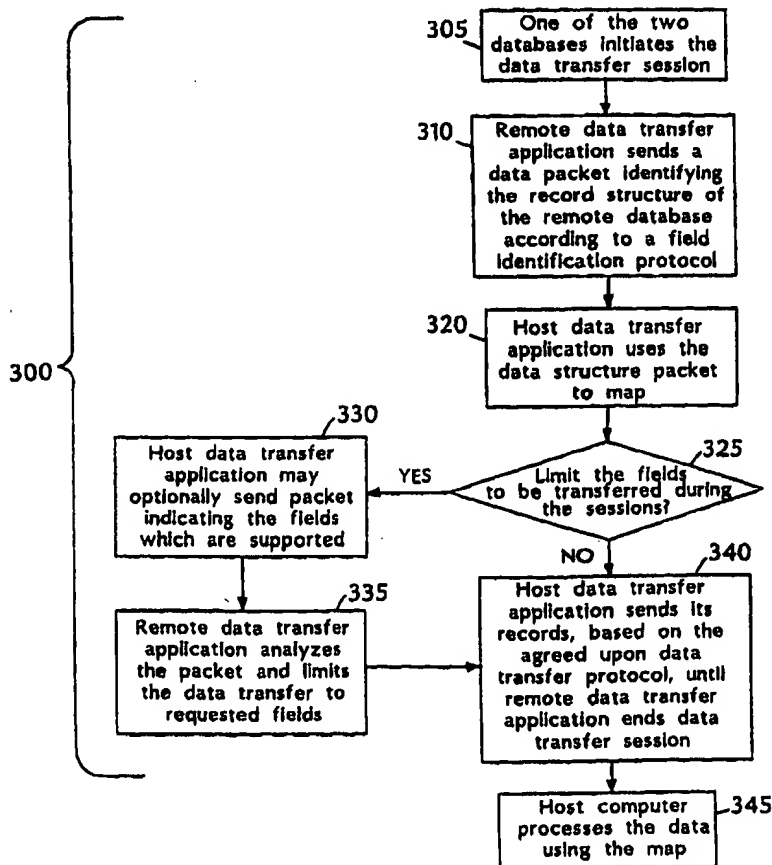 305
One of the two
databases initiates the
data transfer session
310
Remote data transfer
application sends a
data packet identifying
the record structure of
the remote database
according to a field
identification protocol
320
Host data transfer
application uses the
data structure packet
to map
300
325
Limit the fields
to be transferred during
the sessions?
YES
NO
330
Host data transfer
application may
optionally send packet
indicating the fields
which are supported
335
Remote data transfer
application analyzes
the packet and limits
the data transfer to
requested fields
340
Host data transfer
application sends its
records, based on the
agreed upon data
transfer protocol, until
remote data transfer
application ends data
transfer session
345
Host computer
processes the data
using the map